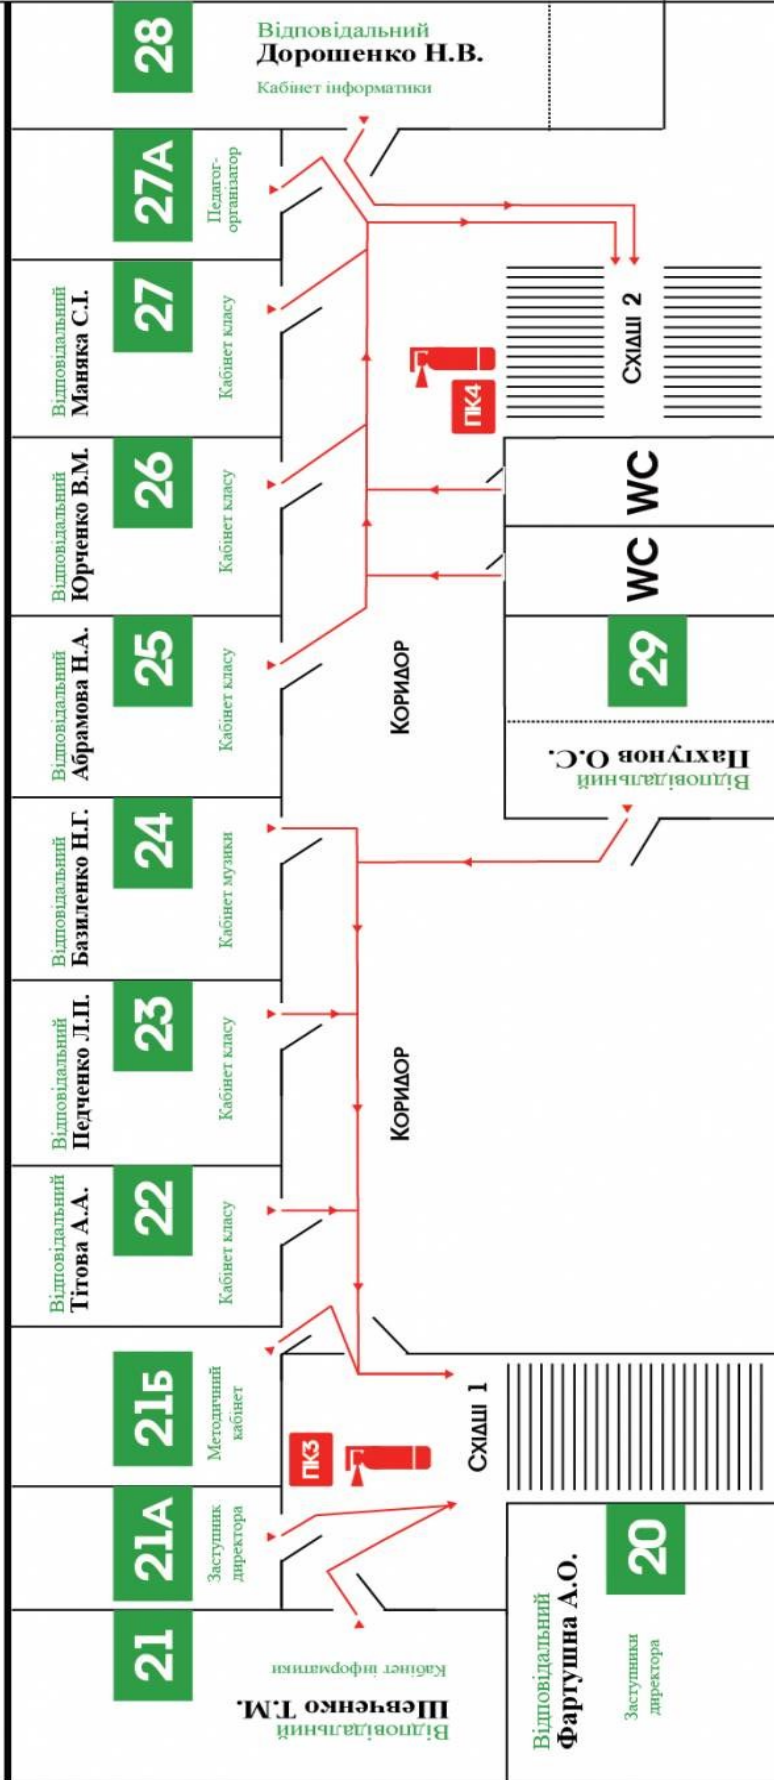 28
Відповідальний
Дорошенко Н.В.
Кабінет інформатики
27А
Педагог-
організатор
Відповідальний
Маняка С.І.
27
Кабінет класу
Відповідальний
Юрченко В.М.
26
Кабінет класу
Відповідальний
Абрамова Н.А.
25
Кабінет класу
Відповідальний
Базиленко Н.Г.
24
Кабінет музики
Відповідальний
Педченко Л.П.
23
Кабінет класу
Відповідальний
Тітова А.А.
22
Кабінет класу
21Б
Методичний
кабінет
21А
Заступник
директора
21
Кабінет інформатики
Шевченко Т.М.
Відповідальний
ПК4
СХІДЦІ 2
WC
WC
29
Пахтунов О.С.
Відповідальний
КОРИДОР
КОРИДОР
ПК3
СХІДЦІ 1
Відповідальний
Фартушна А.О.
20
Заступники
директора